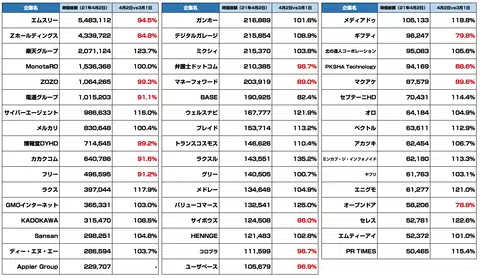 企業名 時価総額（21年4月2日） 4月2日vs3月1日
エムスリー 5,483,112 94.5%
Zホールディングス 4,339,722 84.8%
楽天グループ 2,071,124 123.7%
MonotaRO 1,536,368 100.0%
ZOZO 1,064,265 99.3%
電通グループ 1,015,203 91.1%
サイバーエージェント 986,633 116.0%
メルカリ 830,648 100.4%
博報堂DYHD 714,545 99.2%
カカクコム 640,786 91.6%
フリー 496,595 91.2%
ラクス 397,044 117.9%
GMOインターネット 365,331 103.0%
KADOKAWA 315,470 108.5%
Sansan 298,251 104.8%
ディー・エヌ・エー 286,594 103.7%
Appier Group 229,707 -
企業名 時価総額（21年4月2日） 4月2日vs3月1日
ガンホー 216,889 101.6%
デジタルガレージ 215,854 108.9%
ミクシィ 215,370 103.8%
弁護士ドットコム 210,385 98.7%
マネーフォワード 203,919 89.0%
BASE 190,925 82.4%
ウェルスナビ 167,777 121.9%
プレイド 153,714 113.2%
トランスコスモス 146,626 110.4%
ラクスル 143,551 135.2%
グリー 140,505 100.7%
メドレー 134,648 104.9%
バリューコマース 132,541 125.0%
サイボウズ 124,508 98.0%
HENNGE 121,483 102.8%
コロプラ 111,599 96.7%
ユーザベース 105,679 96.9%
企業名 時価総額（21年4月2日） 4月2日vs3月1日
メディアドゥ 105,133 118.8%
ギフティ 96,247 79.8%
北の達人コーポレーション 95,083 105.6%
PKSHA Technology 94,169 88.6%
マクアケ 87,579 89.6%
セプテーニHD 70,431 114.4%
オロ 64,184 104.9%
ベクトル 63,611 112.9%
アカツキ 62,454 106.7%
ミンカブ・ジ・インフォノイド 62,180 113.3%
ヤプリ 61,763 103.1%
エニグモ 61,277 121.0%
オープンドア 58,206 78.6%
セレス 52,781 122.6%
エムティーアイ 52,372 101.0%
PR TIMES 50,465 115.4%